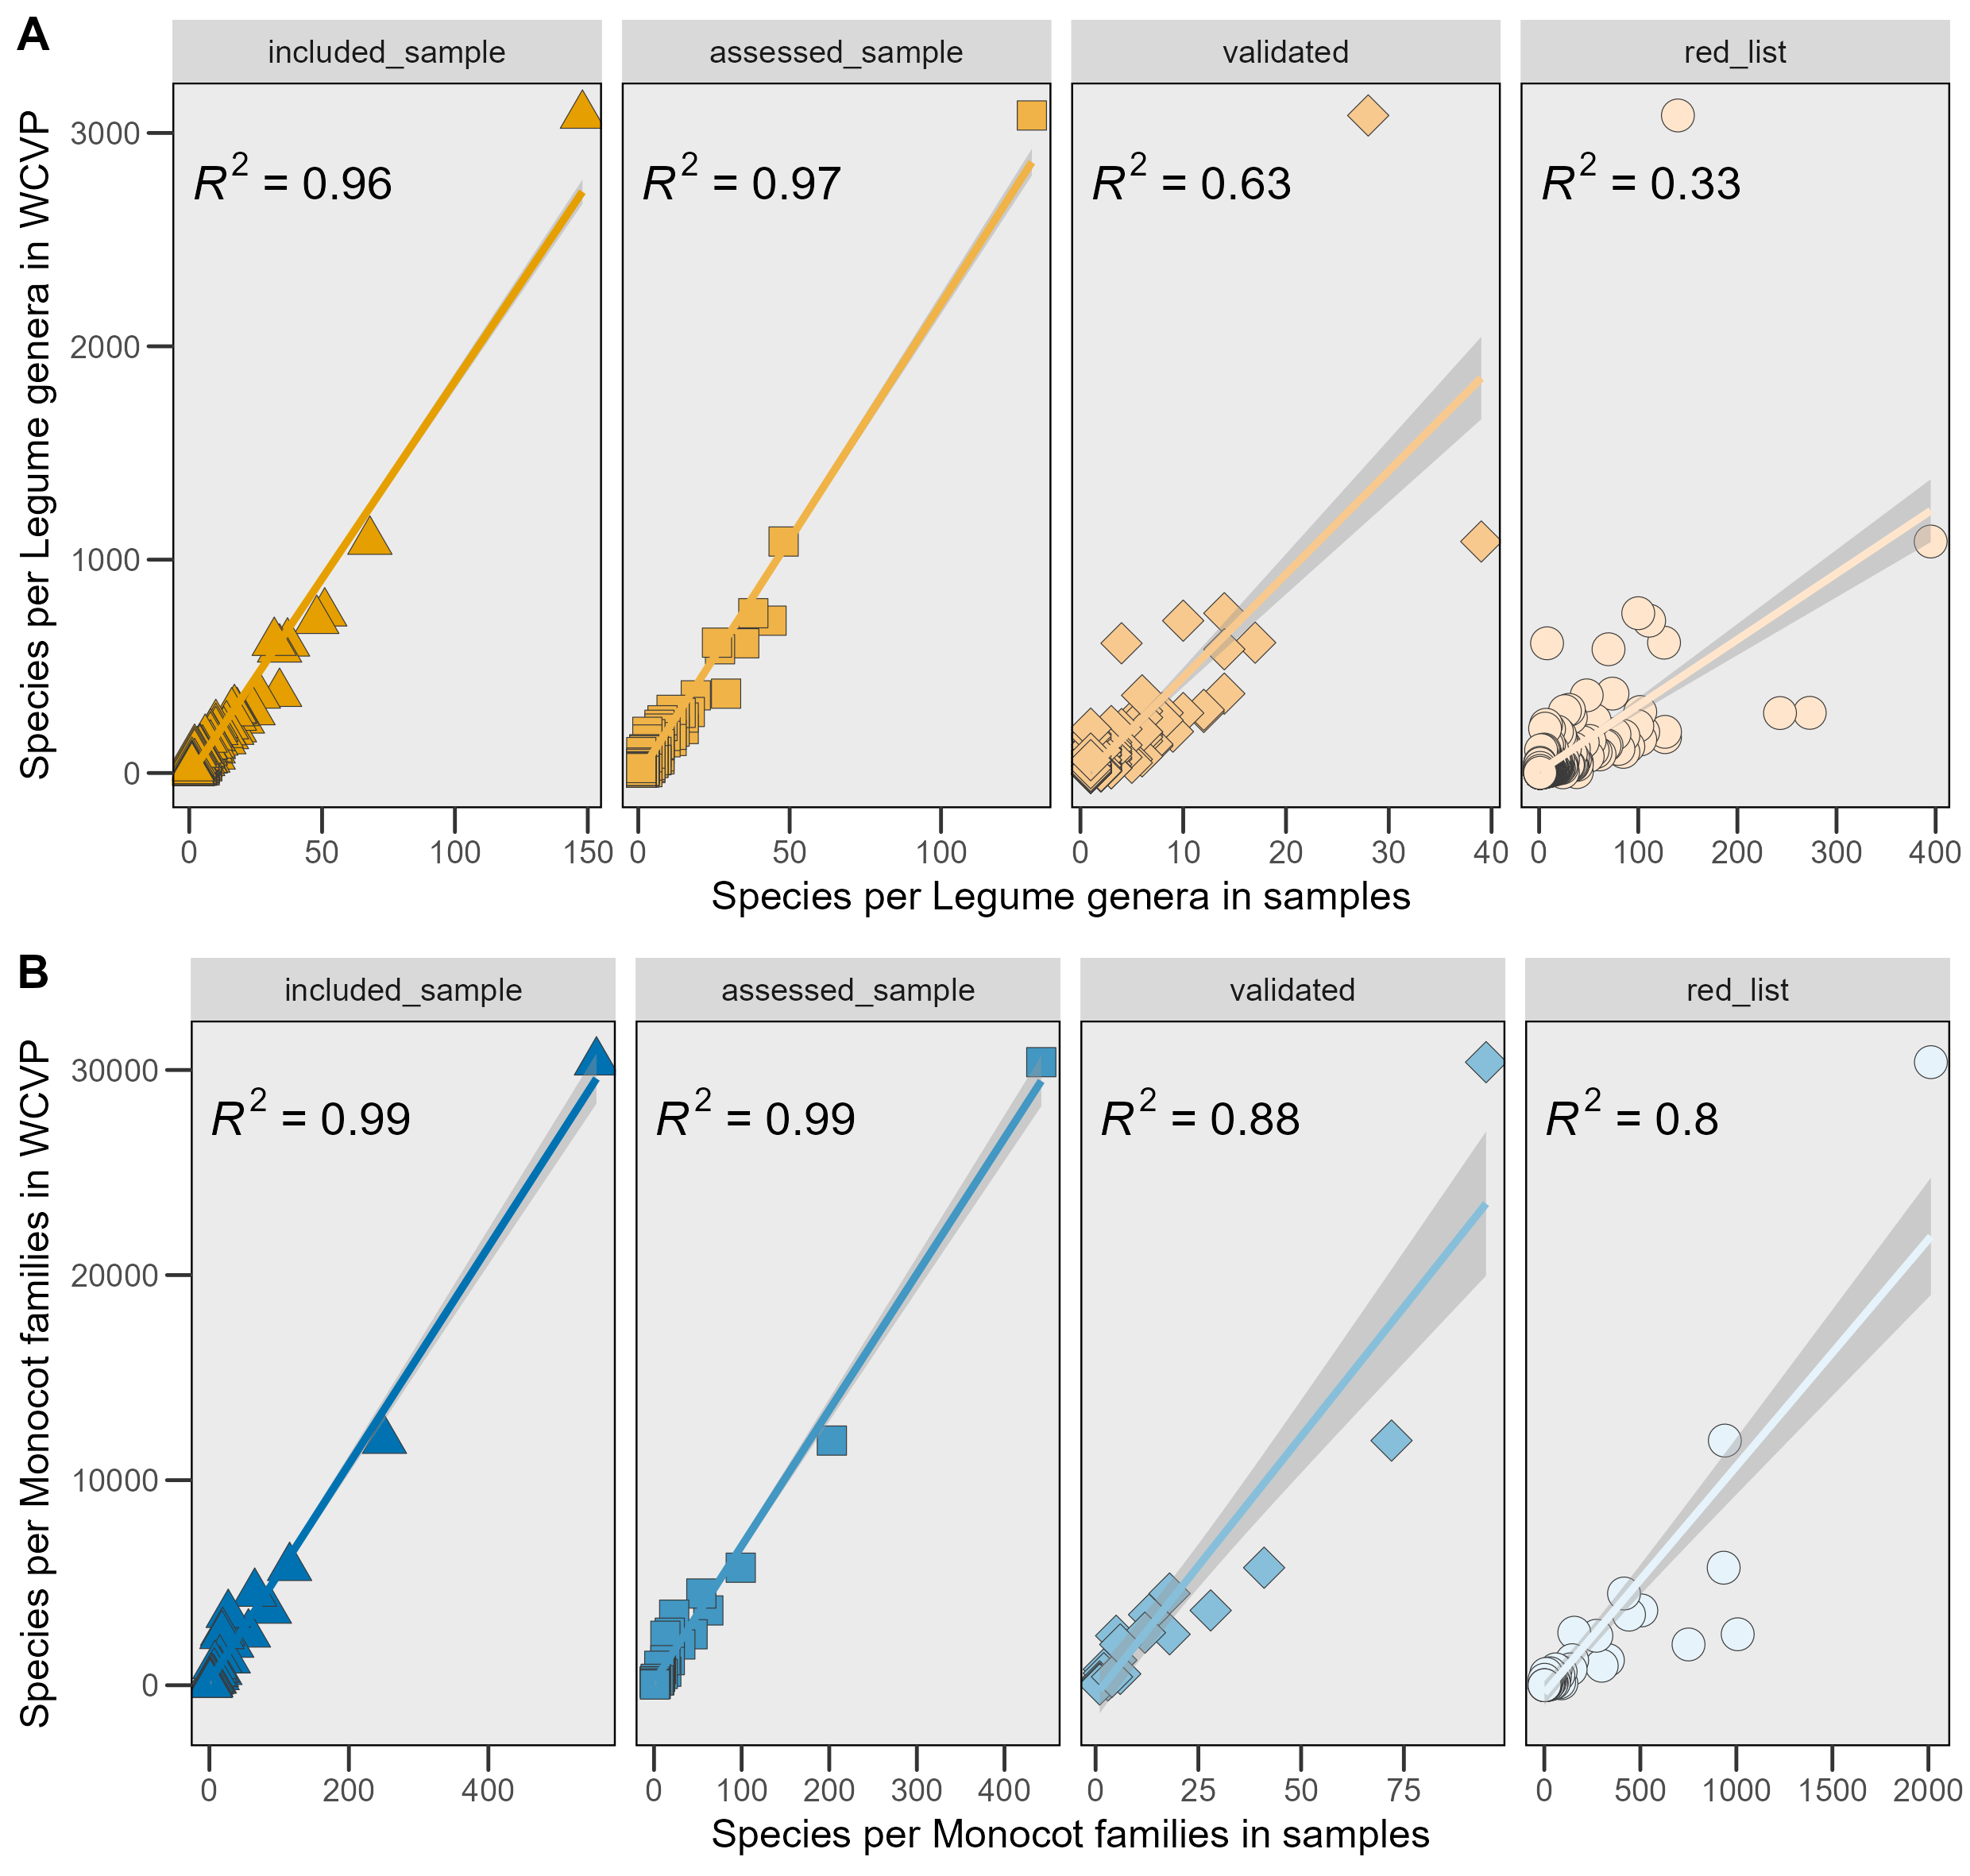 A
included_sample assessed_sample validated red_list
Species per Legume genera in WCVP
3000
2000
1000
0
R² = 0.96
R² = 0.97
R² = 0.63
R² = 0.33
0 50 100 150 0 50 100 0 10 20 30 40 0 100 200 300 400
Species per Legume genera in samples
B
included_sample assessed_sample validated red_list
Species per Monocot families in WCVP
30000
20000
10000
0
R² = 0.99
R² = 0.99
R² = 0.88
R² = 0.8
0 200 400 0 100 200 300 400 0 25 50 75 0 500 1000 1500 2000
Species per Monocot families in samples